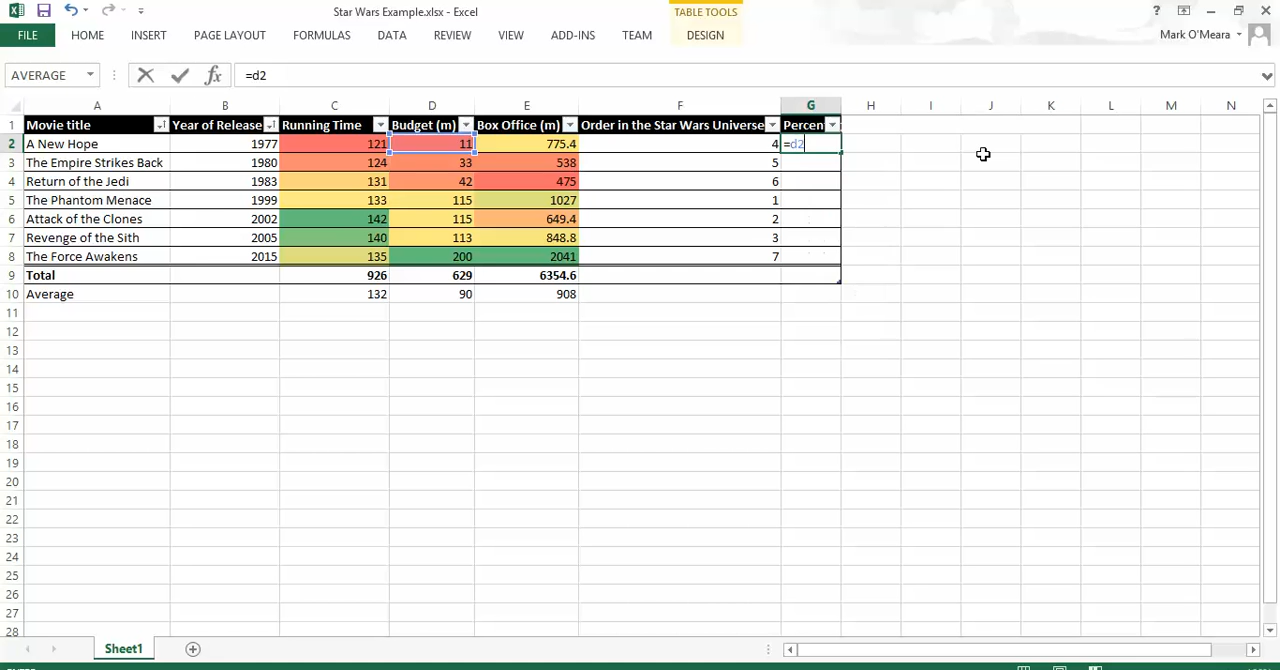 Star Wars Example.xlsx - Excel
TABLE TOOLS
?
FILE HOME INSERT PAGE LAYOUT FORMULAS DATA REVIEW VIEW ADD-INS TEAM DESIGN
Mark O'Meara
AVERAGE fx =d2
A B C D E F G H I J K L M N
1 Movie title Year of Release Running Time Budget (m) Box Office (m) Order in the Star Wars Universe Percent
2 A New Hope 1977 121 11 775.4 4 =d2
3 The Empire Strikes Back 1980 124 33 538 5
4 Return of the Jedi 1983 131 42 475 6
5 The Phantom Menace 1999 133 115 1027 1
6 Attack of the Clones 2002 142 115 649.4 2
7 Revenge of the Sith 2005 140 113 848.8 3
8 The Force Awakens 2015 135 200 2041 7
9 Total 926 629 6354.6
10 Average 132 90 908
11
12
13
14
15
16
17
18
19
20
21
22
23
24
25
26
27
28
Sheet1